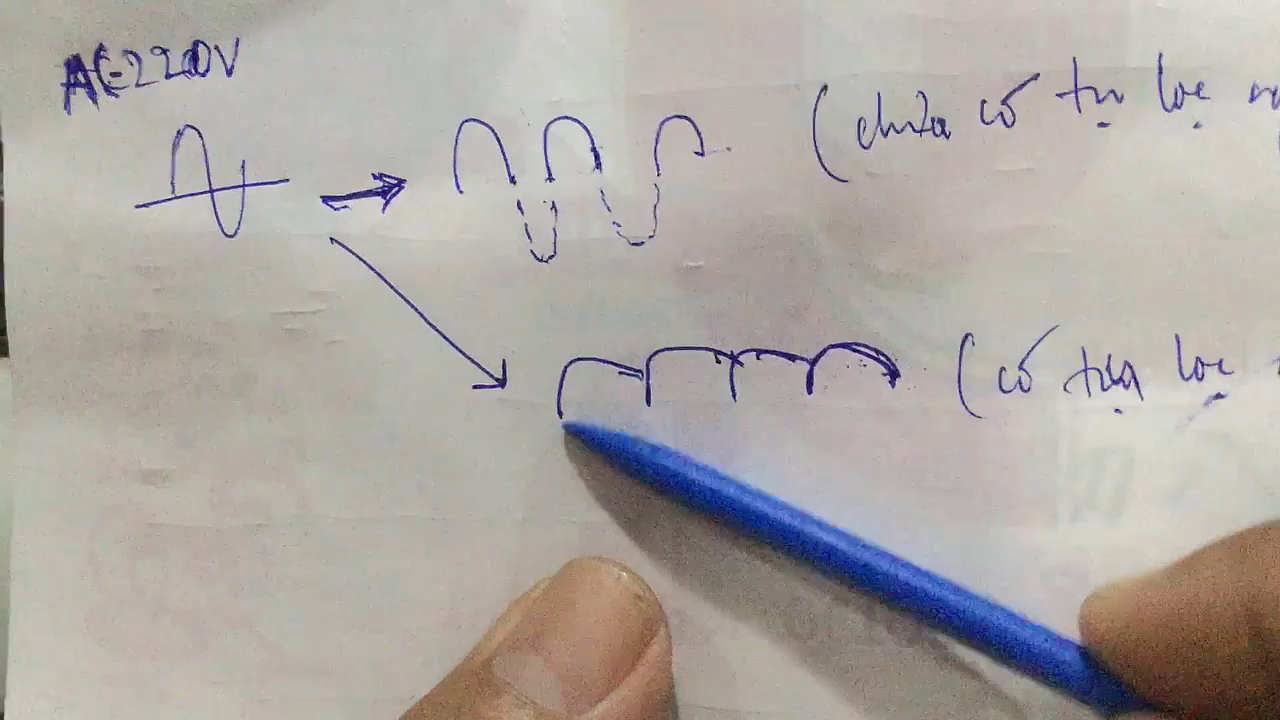 AC-220V
(chưa có tụ lọc
(có tụ lọc